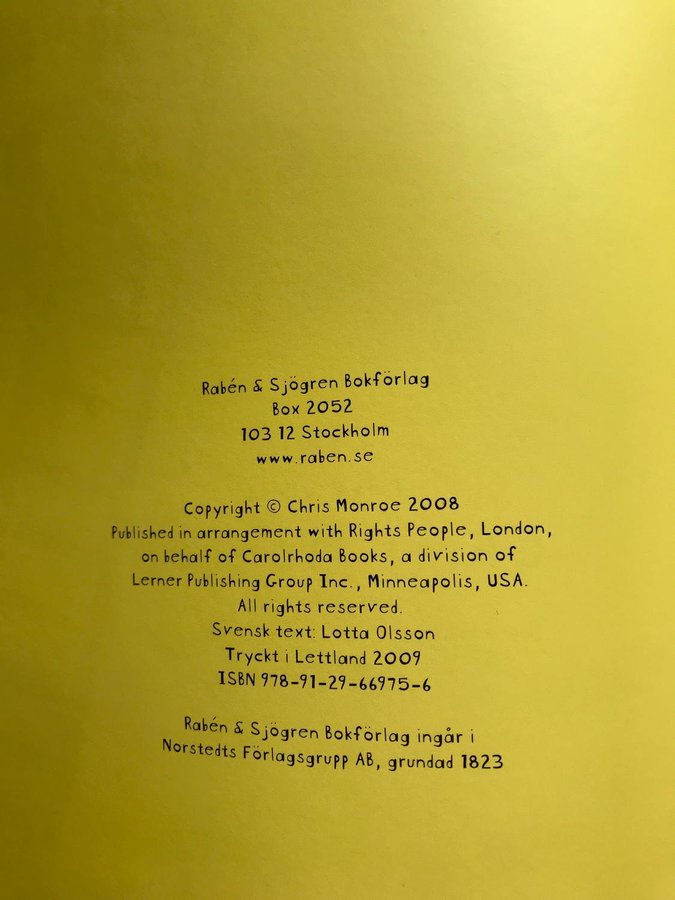 Rabén & Sjögren Bokförlag
Box 2052
103 12 Stockholm
www.raben.se
Copyright © Chris Monroe 2008
Published in arrangement with Rights People, London,
on behalf of Carolrhoda Books, a division of
Lerner Publishing Group Inc., Minneapolis, USA.
All rights reserved.
Svensk text: Lotta Olsson
Tryckt i Lettland 2009
ISBN 978-91-29-66975-6
Rabén & Sjögren Bokförlag ingår i
Norstedts Förlagsgrupp AB, grundad 1823